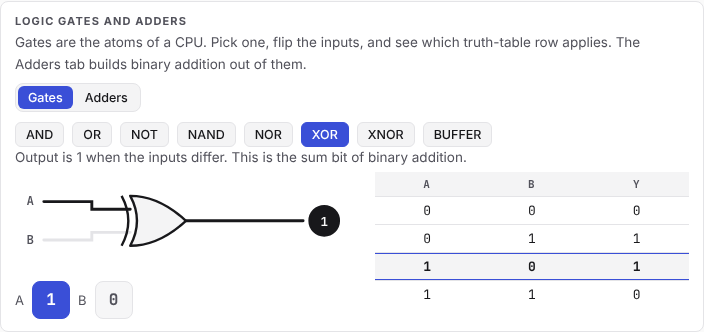 LOGIC GATES AND ADDERS
Gates are the atoms of a CPU. Pick one, flip the inputs, and see which truth-table row applies. The
Adders tab builds binary addition out of them.
Gates Adders
AND OR NOT NAND NOR XOR XNOR BUFFER
Output is 1 when the inputs differ. This is the sum bit of binary addition.
A
B
1
A 1 B 0
A B Y
0 0 0
0 1 1
1 0 1
1 1 0